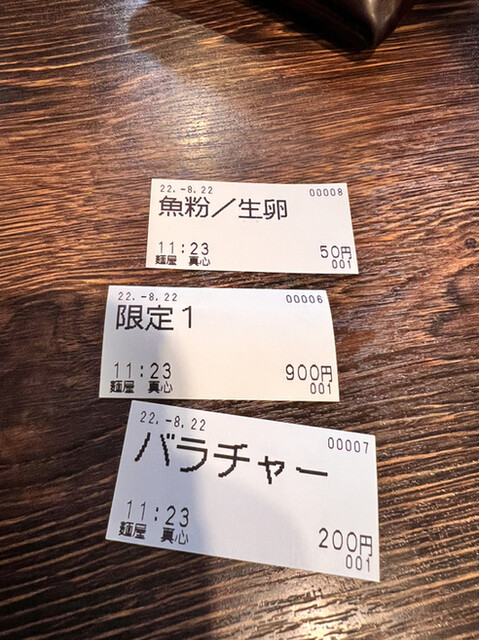 22.-8.22 00008
魚粉/生卵
11:23 50円
麺屋 真心 001
22.-8.22 00006
限定1
11:23 900円
麺屋 真心 001
22.-8.22 00007
バラチャー
11:23 200円
麺屋 真心 001